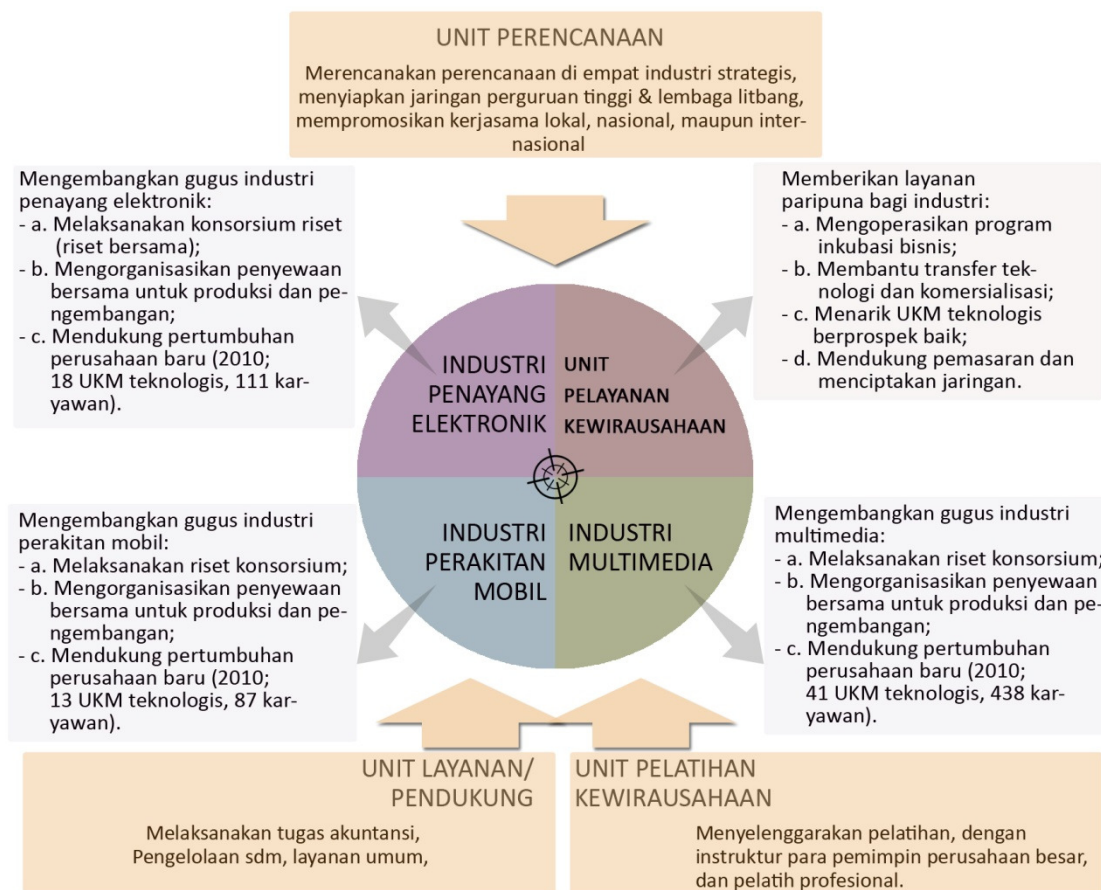 UNIT PERENCANAAN
Merencanakan perencanaan di empat industri strategis,
menyiapkan jaringan perguruan tinggi & lembaga litbang,
mempromosikan kerjasama lokal, nasional, maupun inter-
nasional
Mengembangkan gugus industri
penayang elektronik:
- a. Melaksanakan konsorsium riset
(riset bersama);
- b. Mengorganisasikan penyewaan
bersama untuk produksi dan pe-
ngembangan;
- c. Mendukung pertumbuhan
perusahaan baru (2010;
18 UKM teknologis, 111 kar-
yawan).
Memberikan layanan
paripuna bagi industri:
- a. Mengoperasikan program
inkubasi bisnis;
- b. Membantu transfer tek-
nologi dan komersialisasi;
- c. Menarik UKM teknologis
berprospek baik;
- d. Mendukung pemasaran dan
menciptakan jaringan.
INDUSTRI
PENAYANG
ELEKTRONIK
UNIT
PELAYANAN
KEWIRAUSAHAAN
INDUSTRI
PERAKITAN
MOBIL
INDUSTRI
MULTIMEDIA
Mengembangkan gugus industri
perakitan mobil:
- a. Melaksanakan riset konsorsium;
- b. Mengorganisasikan penyewaan
bersama untuk produksi dan pe-
ngembangan;
- c. Mendukung pertumbuhan
perusahaan baru (2010;
13 UKM teknologis, 87 kar-
yawan).
Mengembangkan gugus industri
multimedia:
- a. Melaksanakan riset konsorsium;
- b. Mengorganisasikan penyewaan
bersama untuk produksi dan pe-
ngembangan;
- c. Mendukung pertumbuhan
perusahaan baru (2010;
41 UKM teknologis, 438 kar-
yawan).
UNIT LAYANAN/
PENDUKUNG
Melaksanakan tugas akuntansi,
Pengelolaan sdm, layanan umum,
UNIT PELATIHAN
KEWIRAUSAHAAN
Menyelenggarakan pelatihan, dengan
instruktur para pemimpin perusahaan besar,
dan pelatih profesional.